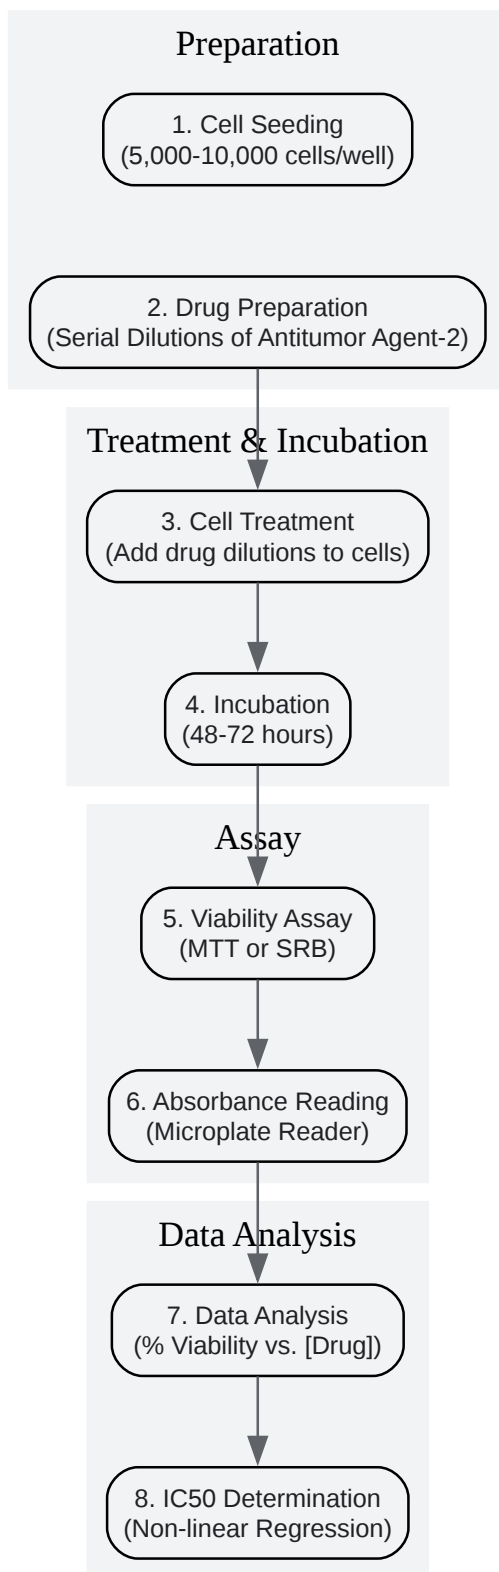 Preparation
1. Cell Seeding
(5,000-10,000 cells/well)
2. Drug Preparation
(Serial Dilutions of Antitumor Agent-2)
Treatment & Incubation
3. Cell Treatment
(Add drug dilutions to cells)
4. Incubation
(48-72 hours)
Assay
5. Viability Assay
(MTT or SRB)
6. Absorbance Reading
(Microplate Reader)
Data Analysis
7. Data Analysis
(% Viability vs. [Drug])
8. IC50 Determination
(Non-linear Regression)